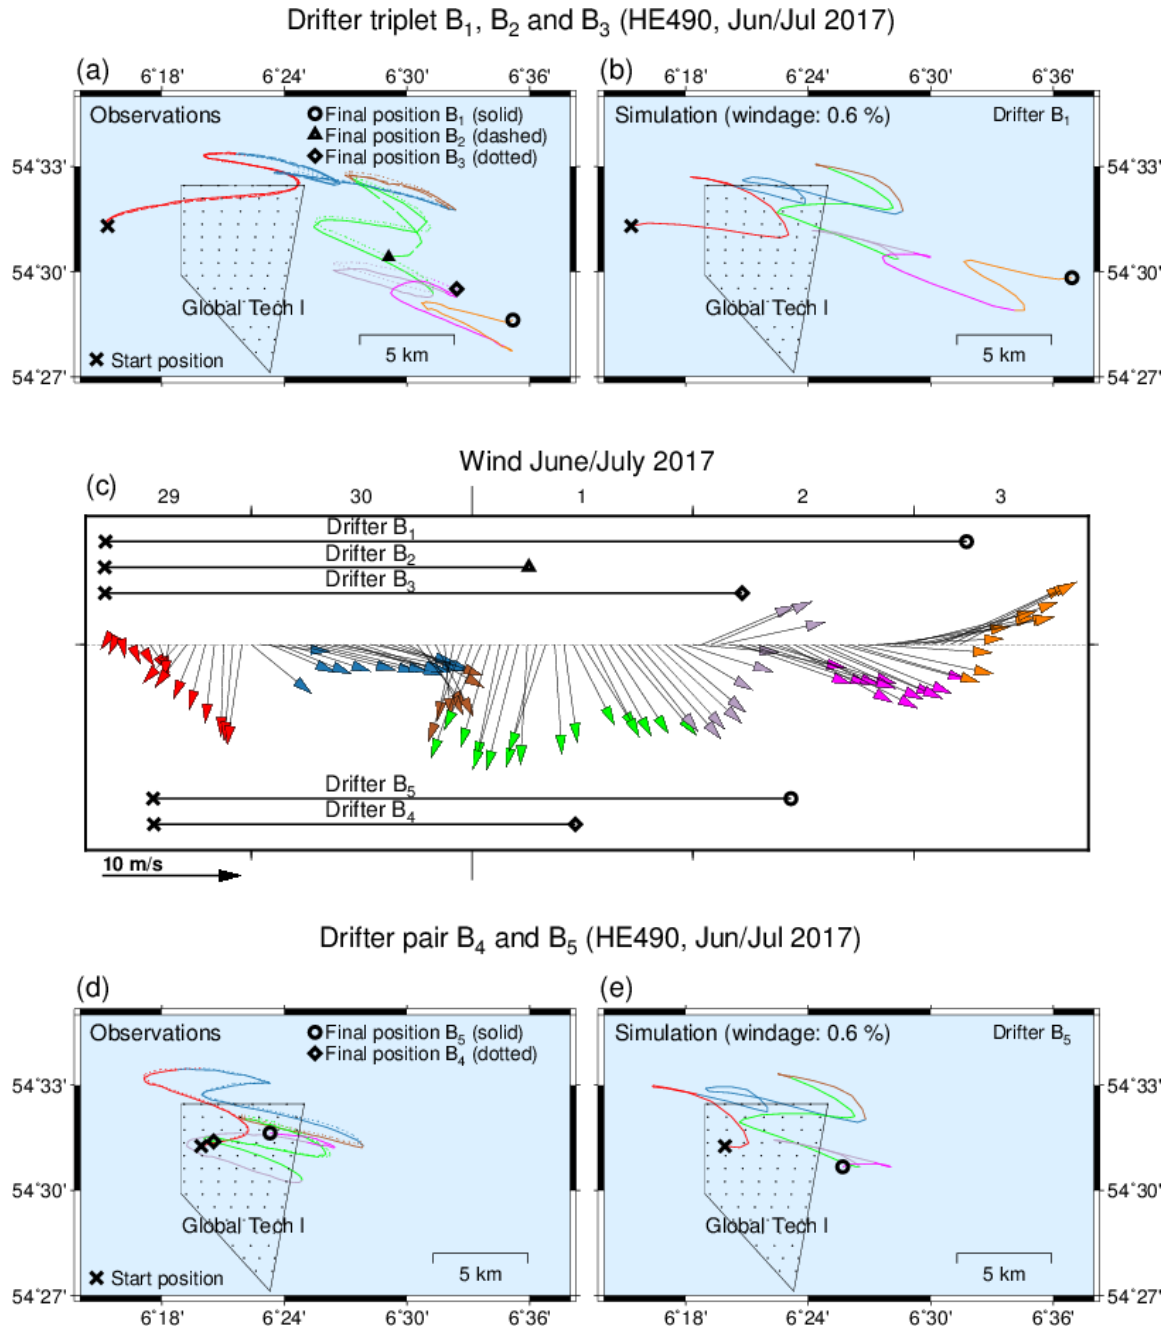 Drifter triplet B1, B2 and B3 (HE490, Jun/Jul 2017)
(a)
6°18' 6°24' 6°30' 6°36'
Observations
Final position B1 (solid)
Final position B2 (dashed)
Final position B3 (dotted)
54°33'
54°30'
54°27'
Global Tech I
5 km
Start position
(b)
6°18' 6°24' 6°30' 6°36'
Simulation (windage: 0.6 %) Drifter B1
54°33'
54°30'
54°27'
Global Tech I
5 km
Wind June/July 2017
(c)
29 30 1 2 3
Drifter B1
Drifter B2
Drifter B3
Drifter B5
Drifter B4
10 m/s
Drifter pair B4 and B5 (HE490, Jun/Jul 2017)
(d)
Observations
Final position B5 (solid)
Final position B4 (dotted)
54°33'
54°30'
54°27'
Global Tech I
5 km
Start position
6°18' 6°24' 6°30' 6°36'
(e)
Simulation (windage: 0.6 %) Drifter B5
54°33'
54°30'
54°27'
Global Tech I
5 km
6°18' 6°24' 6°30' 6°36'